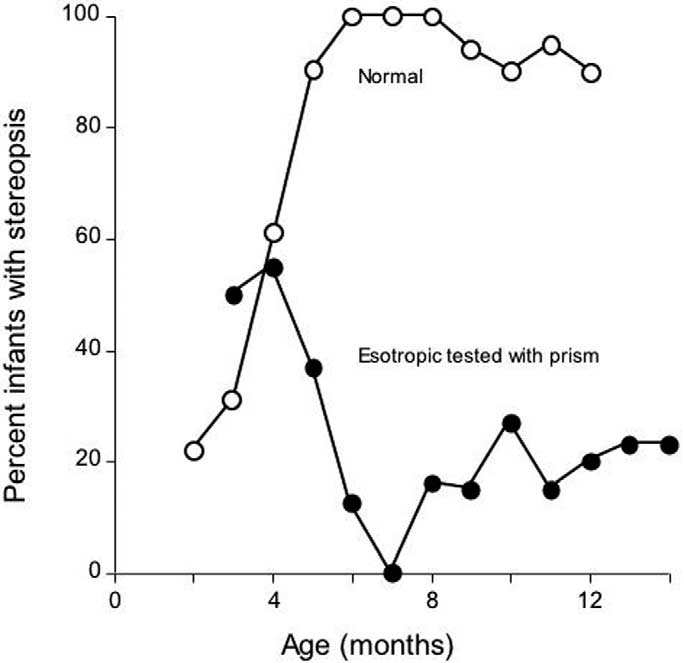 100
80
60
40
20
0
Percent infants with stereopsis
Normal
Esotropic tested with prism
0 4 8 12
Age (months)